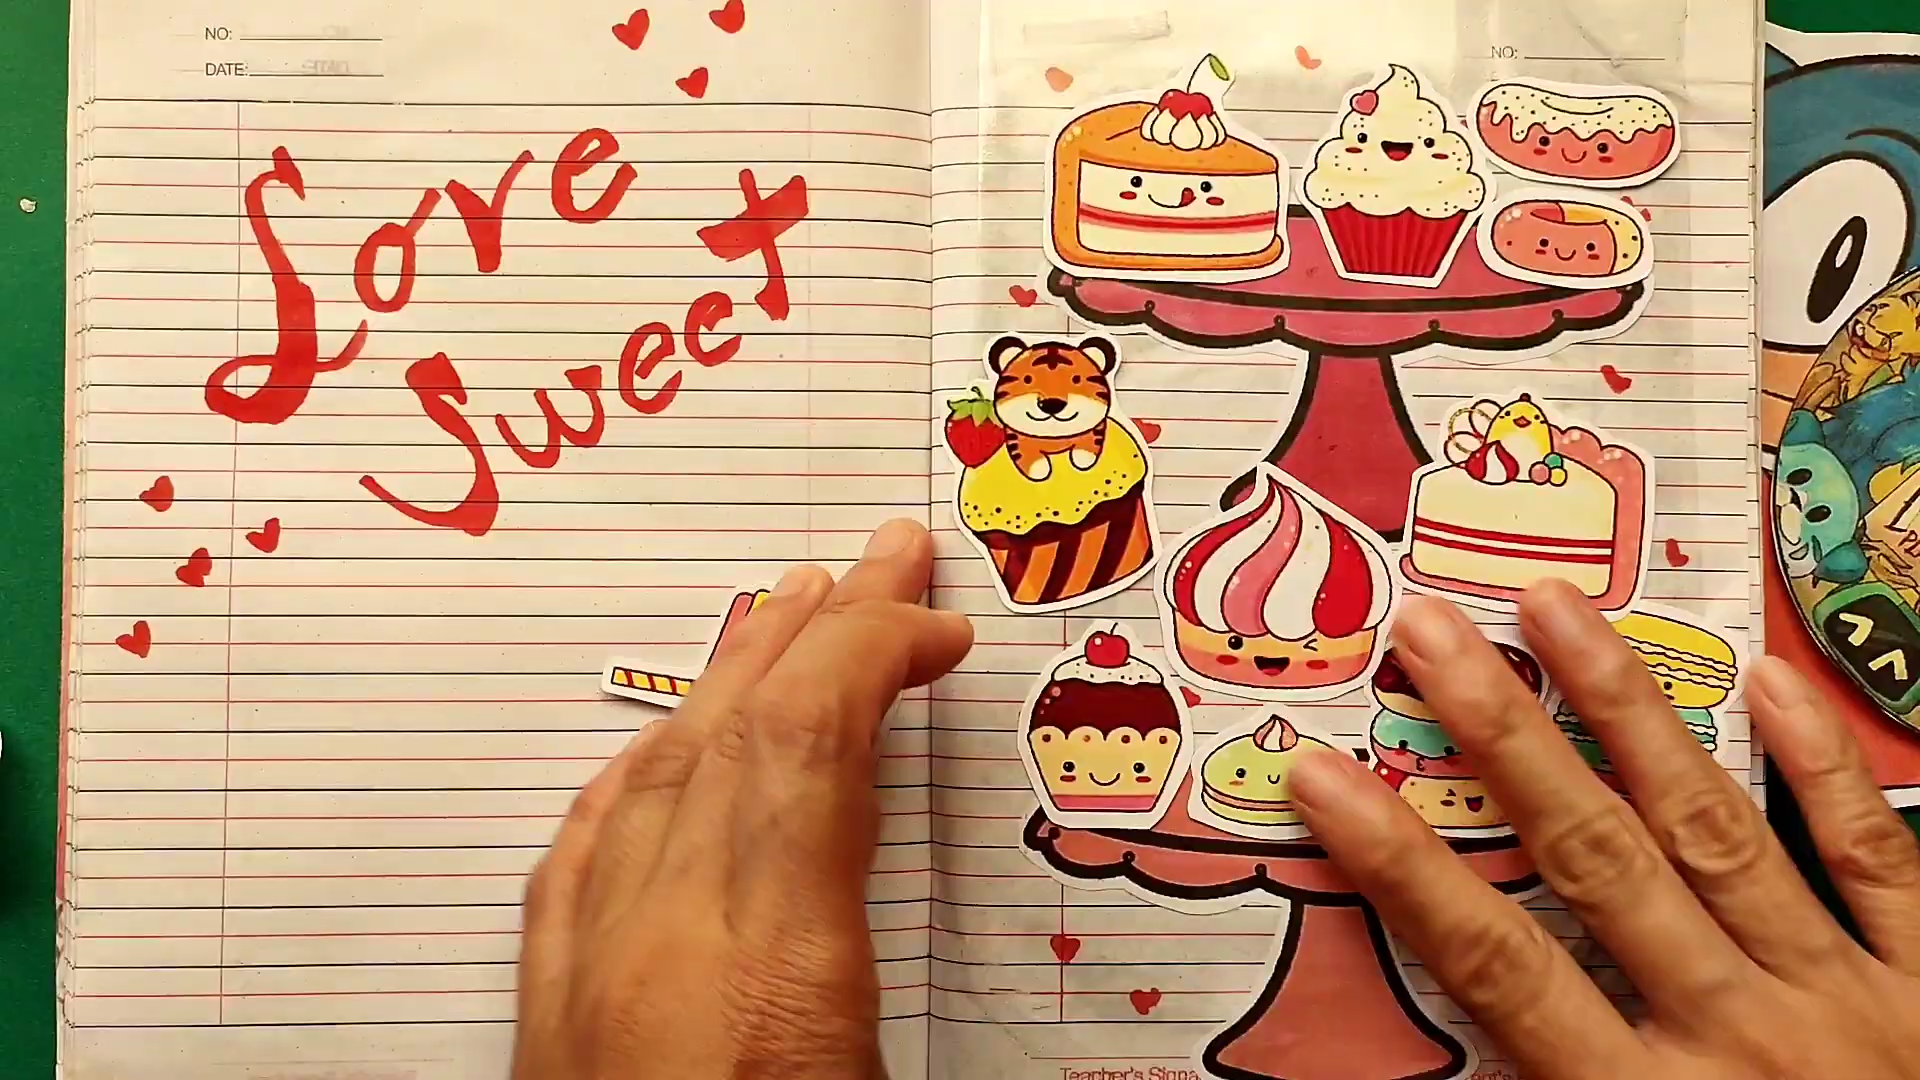 NO:
DATE:
Love
Sweet
NO:
Teacher's Signa